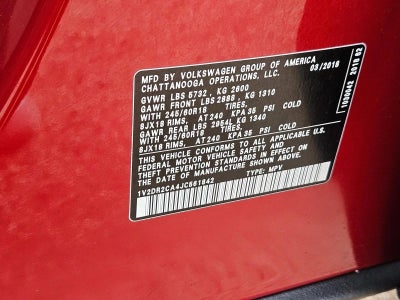 MFD BY VOLKSWAGEN GROUP OF AMERICA
CHATTANOOGA OPERATIONS, LLC.
03/2018
GVWR LBS 5732 , KG 2600
GAWR FRONT LBS 2888 , KG 1310
WITH 245/60R18 TIRES.
8JX18 RIMS, AT 240 KPA 35 PSI COLD
GAWR REAR LBS 2954, KG 1340
WITH 245/60R18 TIRES.
8JX18 RIMS, AT 240 KPA 35 PSI COLD
THIS VEHICLE CONFORMS TO ALL APPLICABLE
FEDERAL MOTOR VEHICLE SAFETY AND
THEFT PREVENTION STANDARDS IN EFFECT ON
THE DATE OF MANUFACTURE SHOWN ABOVE.
1V2DR2CA4JC561842 TYPE: MPV
1090642 2018 02